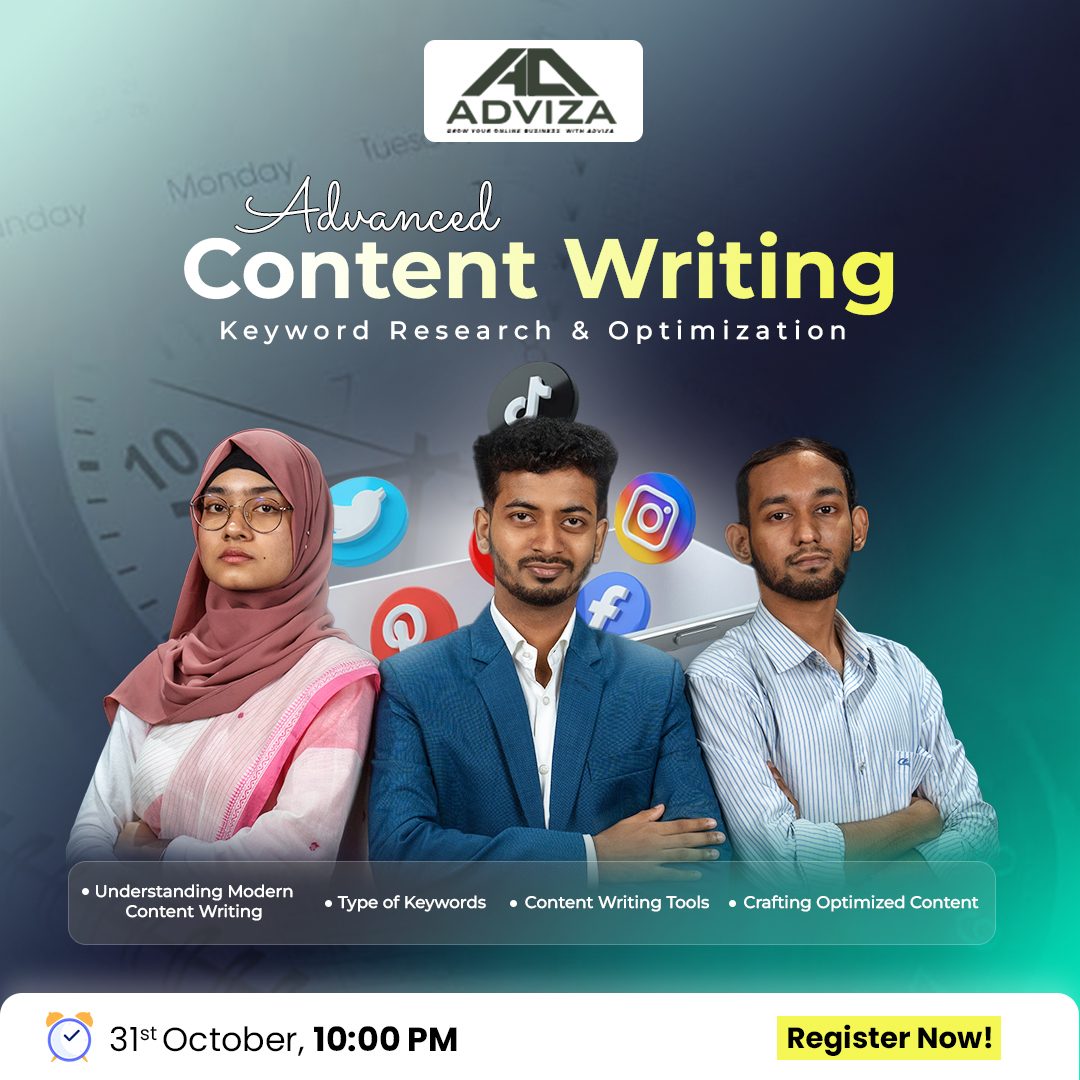 ADVIZA
GROW YOUR ONLINE BUSINESS WITH ADVIZA
Monday
Advanced
Content Writing
Keyword Research & Optimization
10
• Understanding Modern
Content Writing
• Type of Keywords
• Content Writing Tools
• Crafting Optimized Content
31st October, 10:00 PM
Register Now!